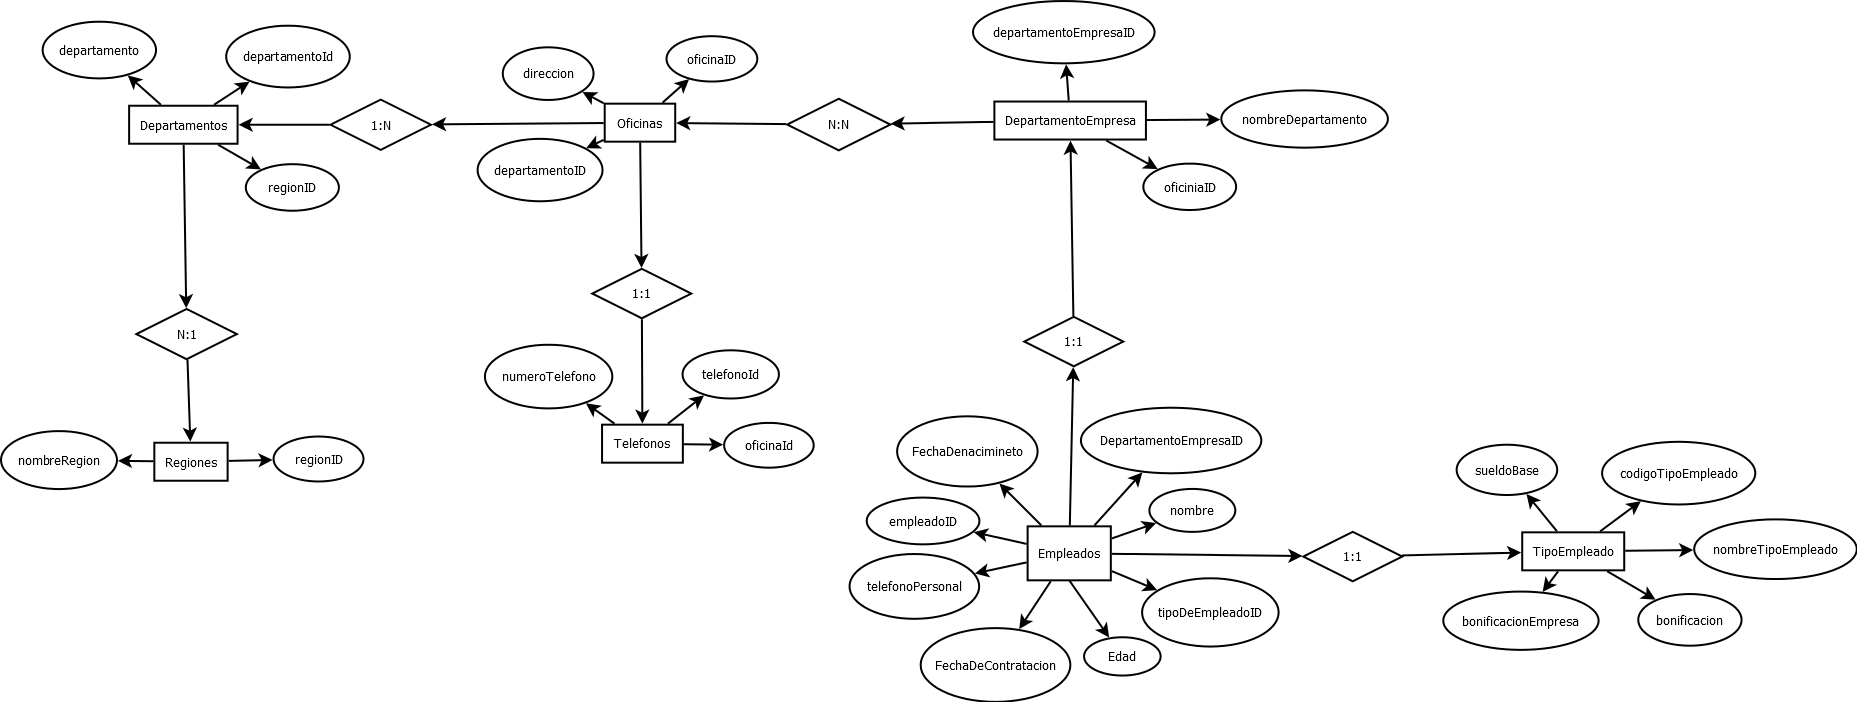 departamentoEmpresaID
departamento
departamentoId
direccion
oficinaID
Departamentos
1:N
Oficinas
N:N
DepartamentoEmpresa
nombreDepartamento
departamentoID
regionID
oficiniaID
1:1
N:1
1:1
numeroTelefono
telefonoId
Telefonos
oficinaId
nombreRegion
Regiones
regionID
FechaDenacimineto
DepartamentoEmpresaID
sueldoBase
codigoTipoEmpleado
empleadoID
nombre
Empleados
1:1
TipoEmpleado
nombreTipoEmpleado
telefonoPersonal
tipoDeEmpleadoID
bonificacionEmpresa
bonificacion
FechaDeContratacion
Edad